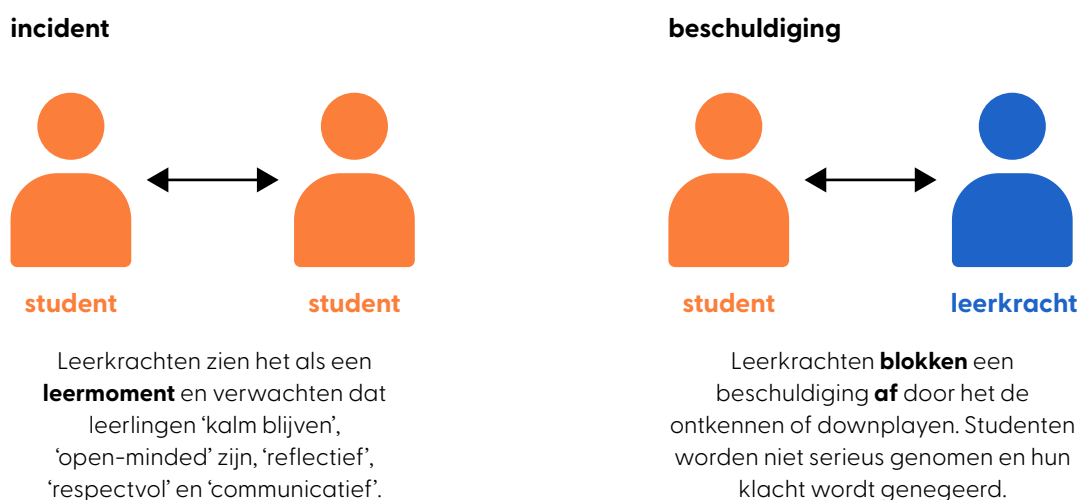 incident
student
student
Leerkrachten zien het als een
leermoment en verwachten dat
leerlingen ‘kalm blijven’,
‘open-minded’ zijn, ‘reflectief’,
‘respectvol’ en ‘communicatief’.
beschuldiging
student
leerkracht
Leerkrachten blokken een
beschuldiging af door het de
ontkennen of downplayen. Studenten
worden niet serieus genomen en hun
klacht wordt genegeerd.